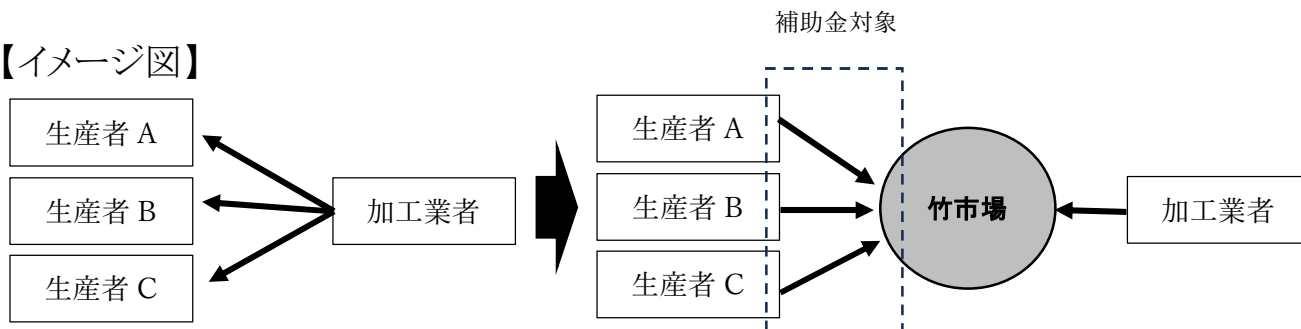 補助金対象
【イメージ図】
生産者 A
生産者 B
生産者 C
加工業者
生産者 A
生産者 B
生産者 C
竹市場
加工業者